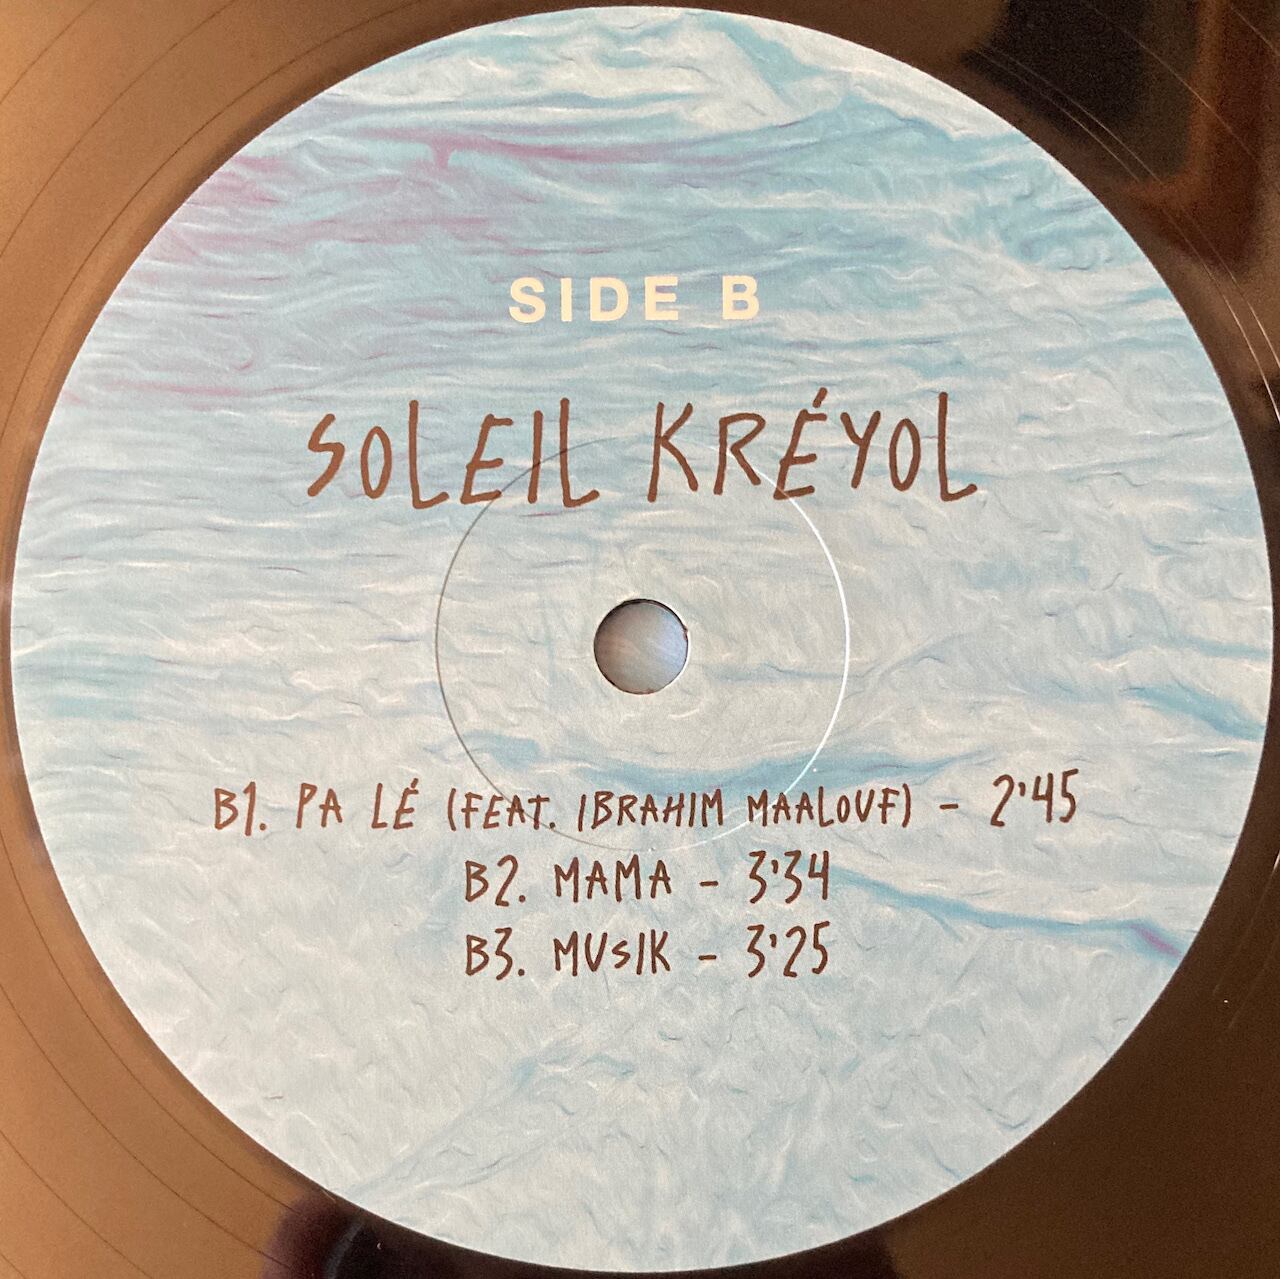 SIDE B
SOLEIL KRÉYOL
B1. PA LÉ (FEAT. IBRAHIM MAALOUF) - 2'45
B2. MAMA - 3'34
B3. MUSIK - 3'25